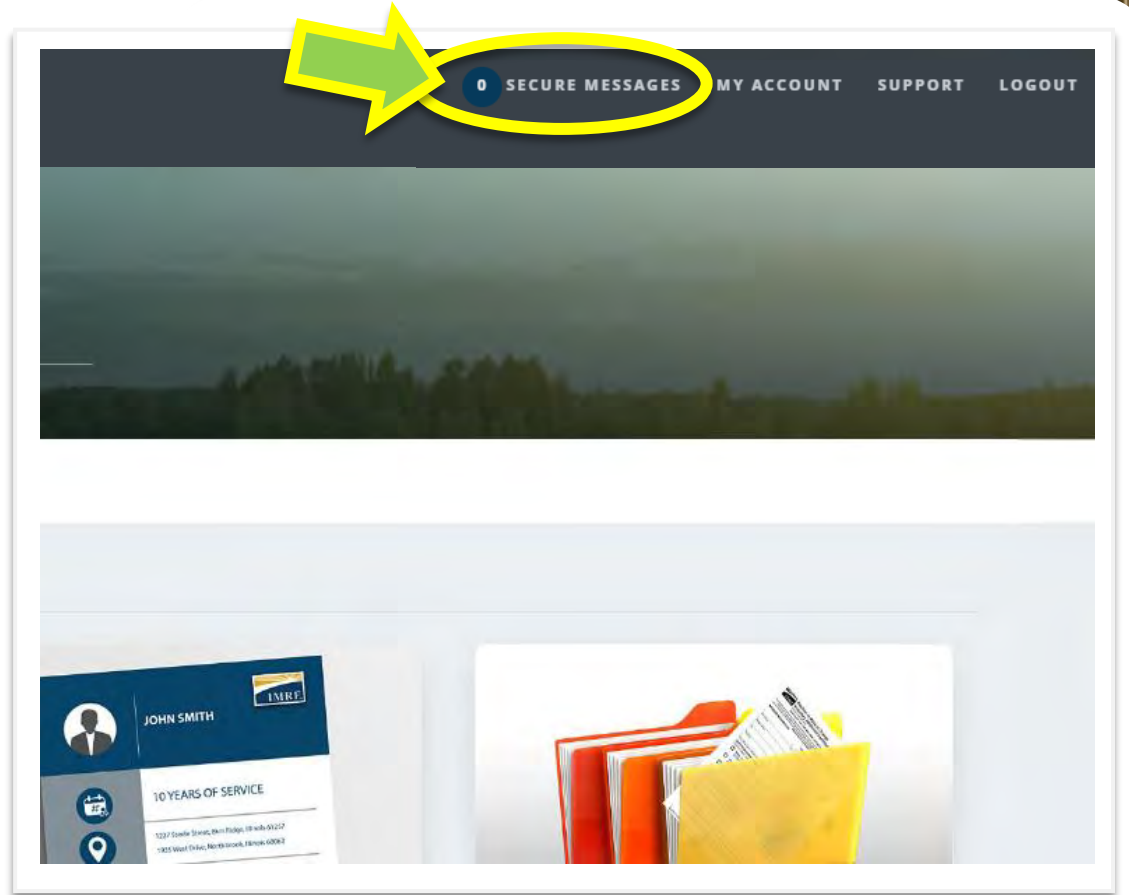 0 SECURE MESSAGES MY ACCOUNT SUPPORT LOGOUT
IMRF
JOHN SMITH
10 YEARS OF SERVICE